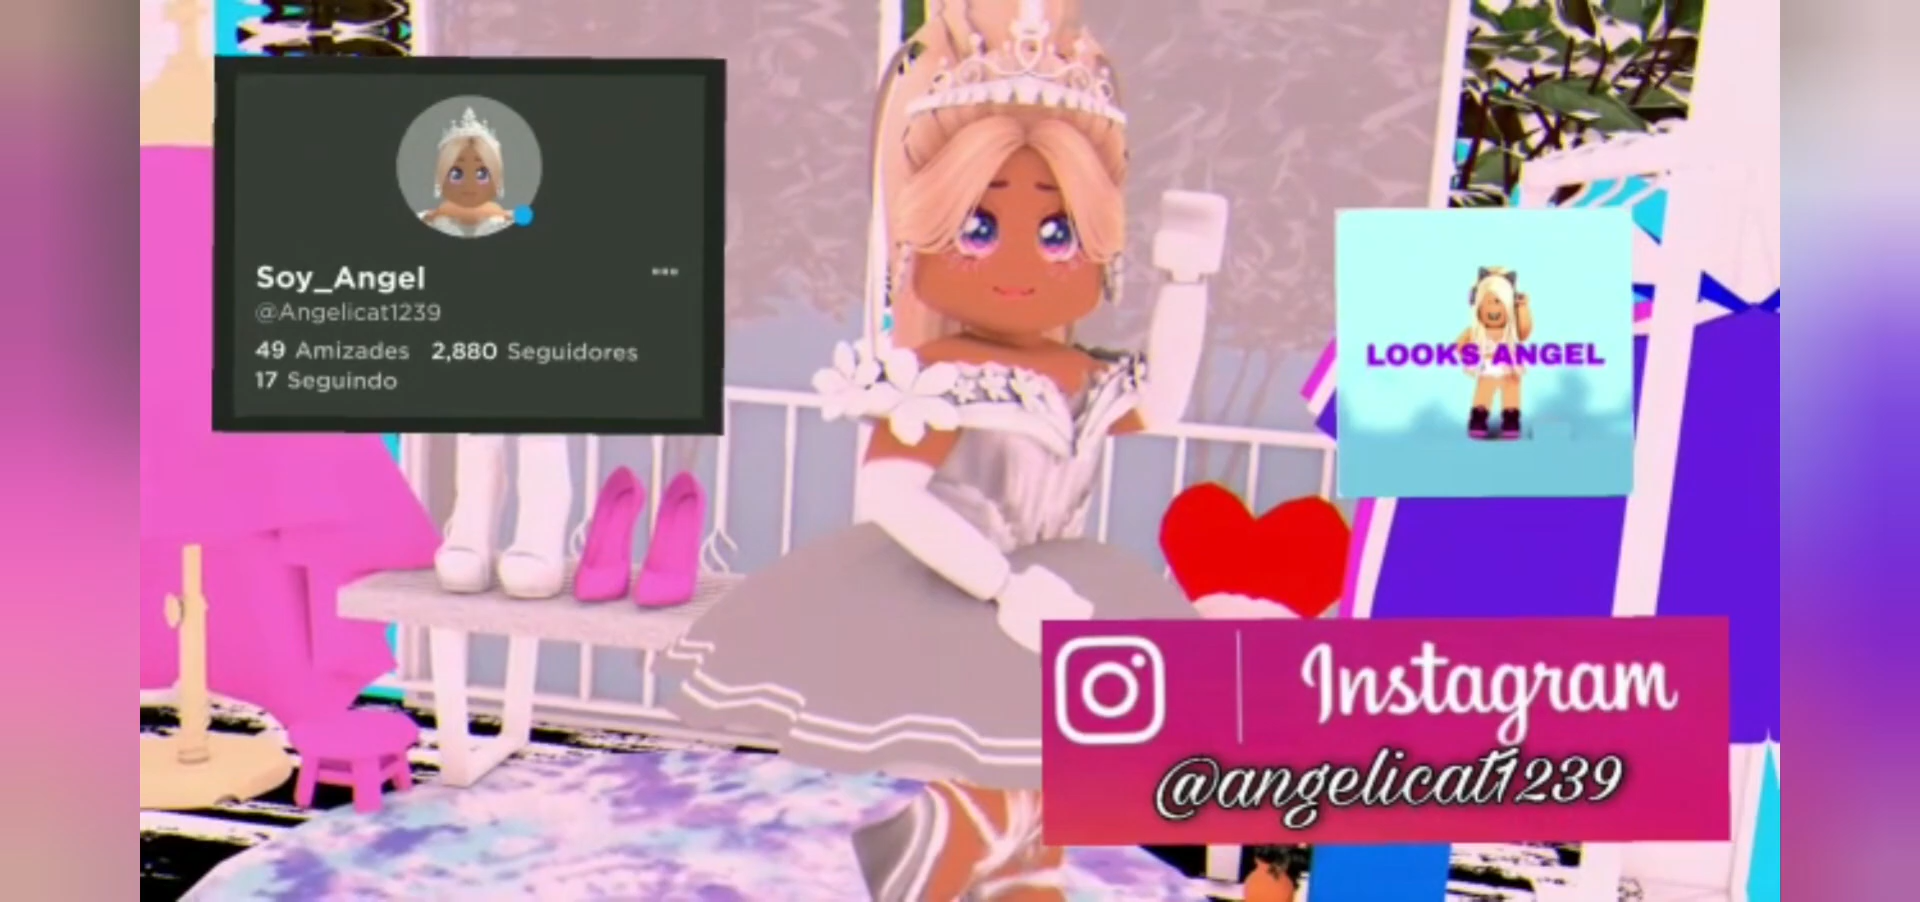 Soy_Angel
@Angelicat1239
49 Amizades 2,880 Seguidores
17 Seguindo
LOOKS ANGEL
Instagram
@angelicat1239